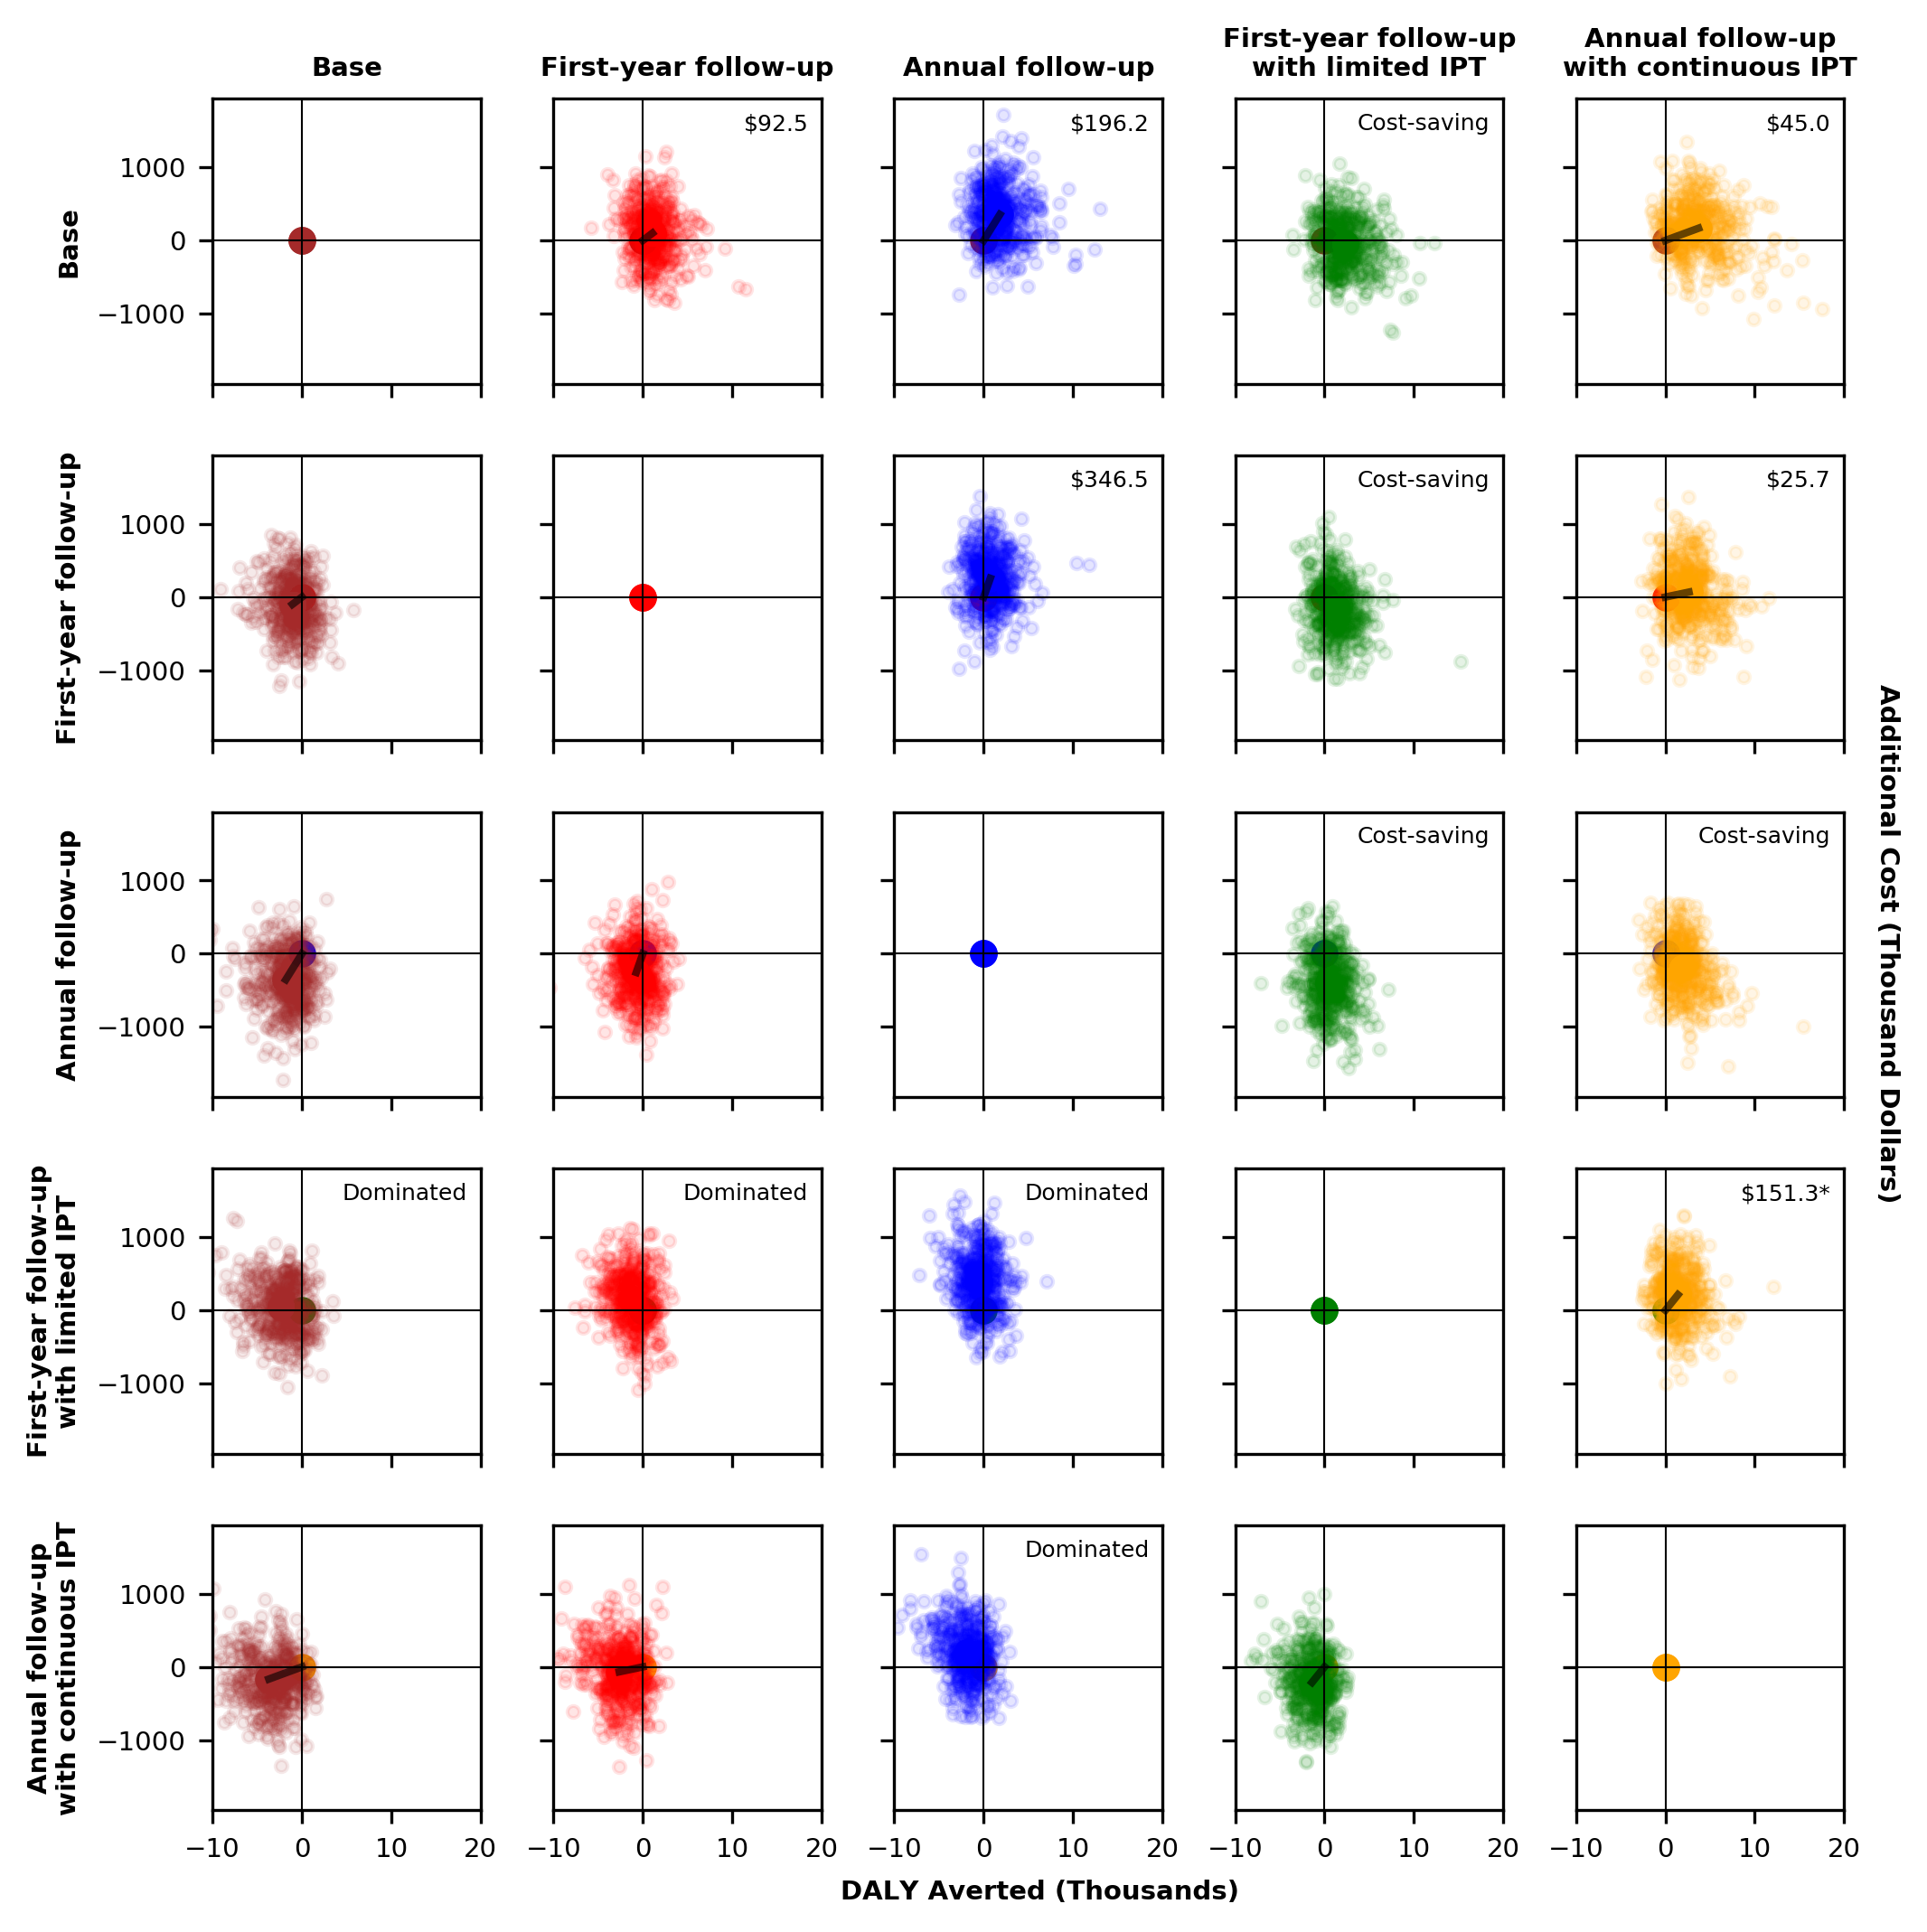 First-year follow-up
Annual follow-up
Base
First-year follow-up
Annual follow-up
with limited IPT
with continuous IPT
$92.5
$196.2
Cost-saving
$45.0
1000
0
−1000
Base
$346.5
Cost-saving
$25.7
1000
0
−1000
First-year follow-up
Cost-saving
Cost-saving
1000
0
−1000
Annual follow-up
Additional Cost (Thousand Dollars)
Dominated
Dominated
Dominated
$151.3*
1000
0
−1000
First-year follow-up
with limited IPT
Dominated
1000
0
−1000
Annual follow-up
with continuous IPT
−10 0 10 20
−10 0 10 20
−10 0 10 20
−10 0 10 20
−10 0 10 20
DALY Averted (Thousands)